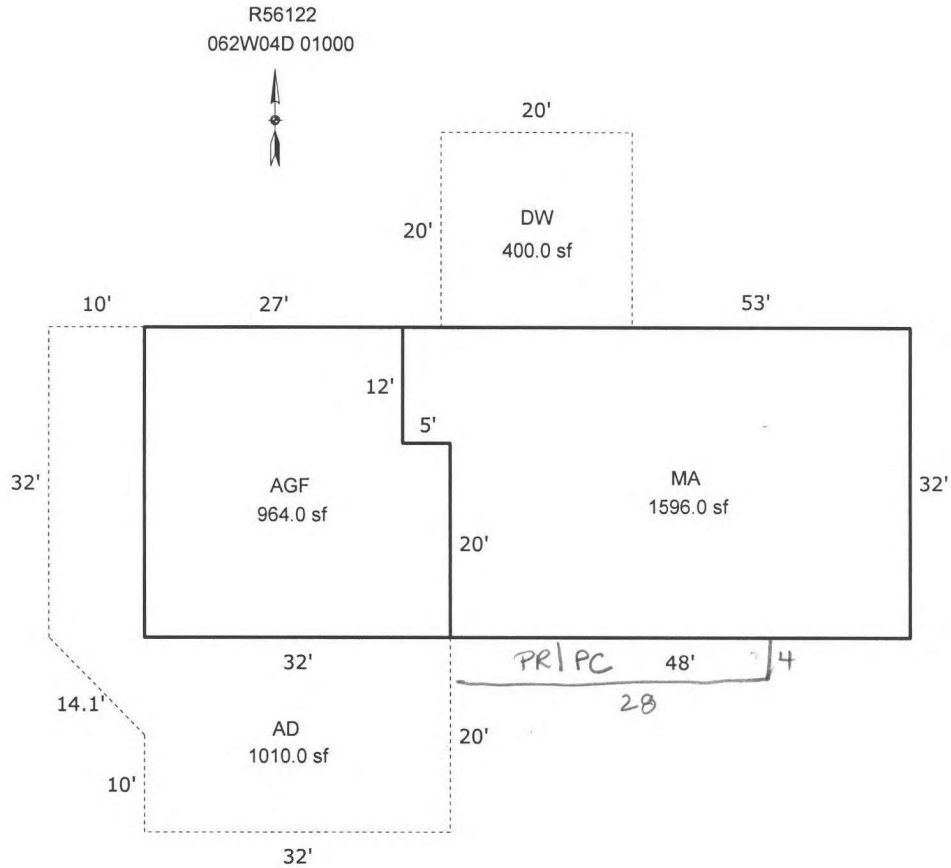 R56122
062W04D 01000
20'
20'
DW
400.0 sf
10'
27'
53'
12'
5'
32'
AGF
964.0 sf
MA
1596.0 sf
32'
20'
32'
PR|PC
48'
4
28
14.1'
AD
1010.0 sf
20'
10'
32'